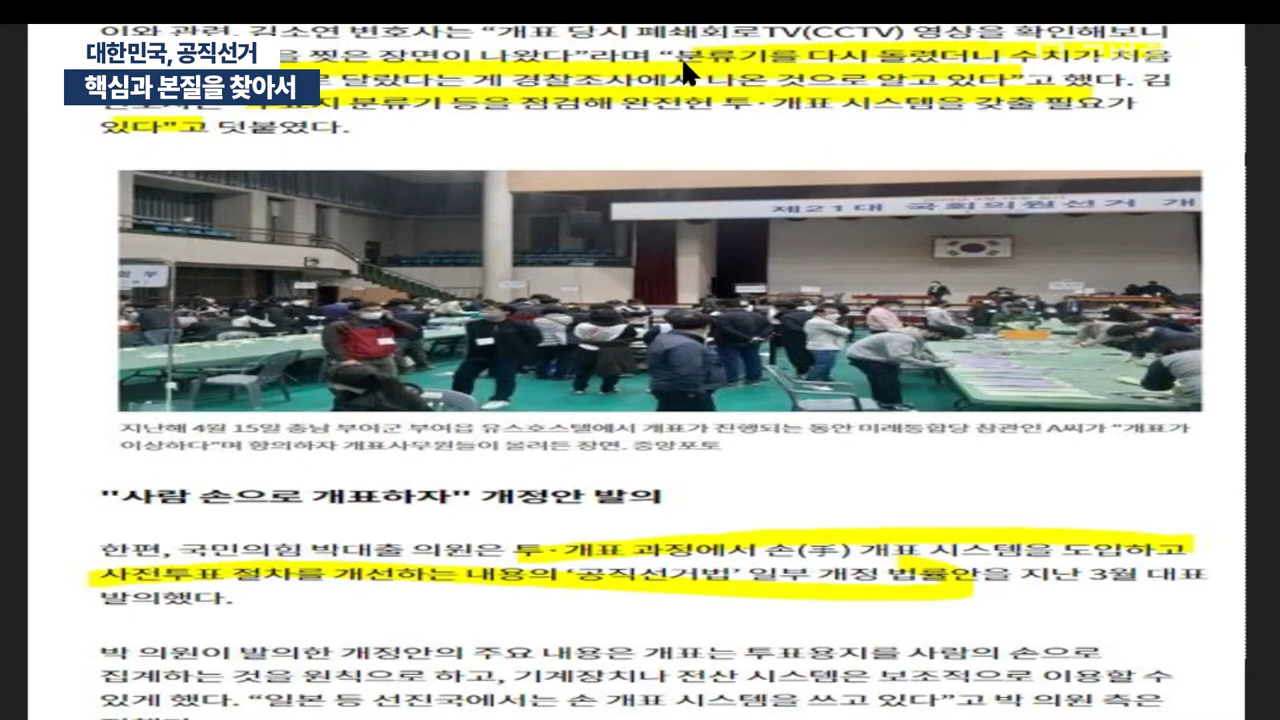 대한민국, 공직선거
핵심과 본질을 찾아서
이와 관련, 김소연 변호사는 “개표 당시 폐쇄회로TV(CCTV) 영상을 확인해보니
을 찢은 장면이 나왔다”라며 “분류기를 다시 돌렸더니 수치가 처음
로 달랐다는 게 경찰조사에서 나온 것으로 알고 있다”고 했다. 김
분류기 등을 점검해 완전헌 투·개표 시스템을 갖출 필요가
있다”고 덧붙였다.
제21대 국회의원선거 개
지난해 4월 15일 충남 부여군 부여읍 유스호스텔에서 개표가 진행되는 동안 미래통합당 참관인 A씨가 "개표가
이상하다"며 항의하자 개표사무원들이 몰려든 장면. 중앙포토
"사람 손으로 개표하자" 개정안 발의
한편, 국민의힘 박대출 의원은 투·개표 과정에서 손(手) 개표 시스템을 도입하고
사전투표 절차를 개선하는 내용의 ‘공직선거법’ 일부 개정 법률안을 지난 3월 대표
발의했다.
박 의원이 발의한 개정안의 주요 내용은 개표는 투표용지를 사람의 손으로
집계하는 것을 원칙으로 하고, 기계장치나 전산 시스템은 보조적으로 이용할 수
있게 했다. “일본 등 선진국에서는 손 개표 시스템을 쓰고 있다”고 박 의원 측은